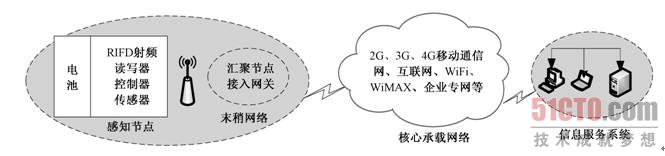 电
池
RIFD射频
读写器
控制器
传感器
感知节点
汇聚节点
接入网关
末稍网络
2G、3G、4G移动通信
网、互联网、WiFi、
WiMAX、企业专网等
核心承载网络
信息服务系统
51CTO.com
技术成就梦想